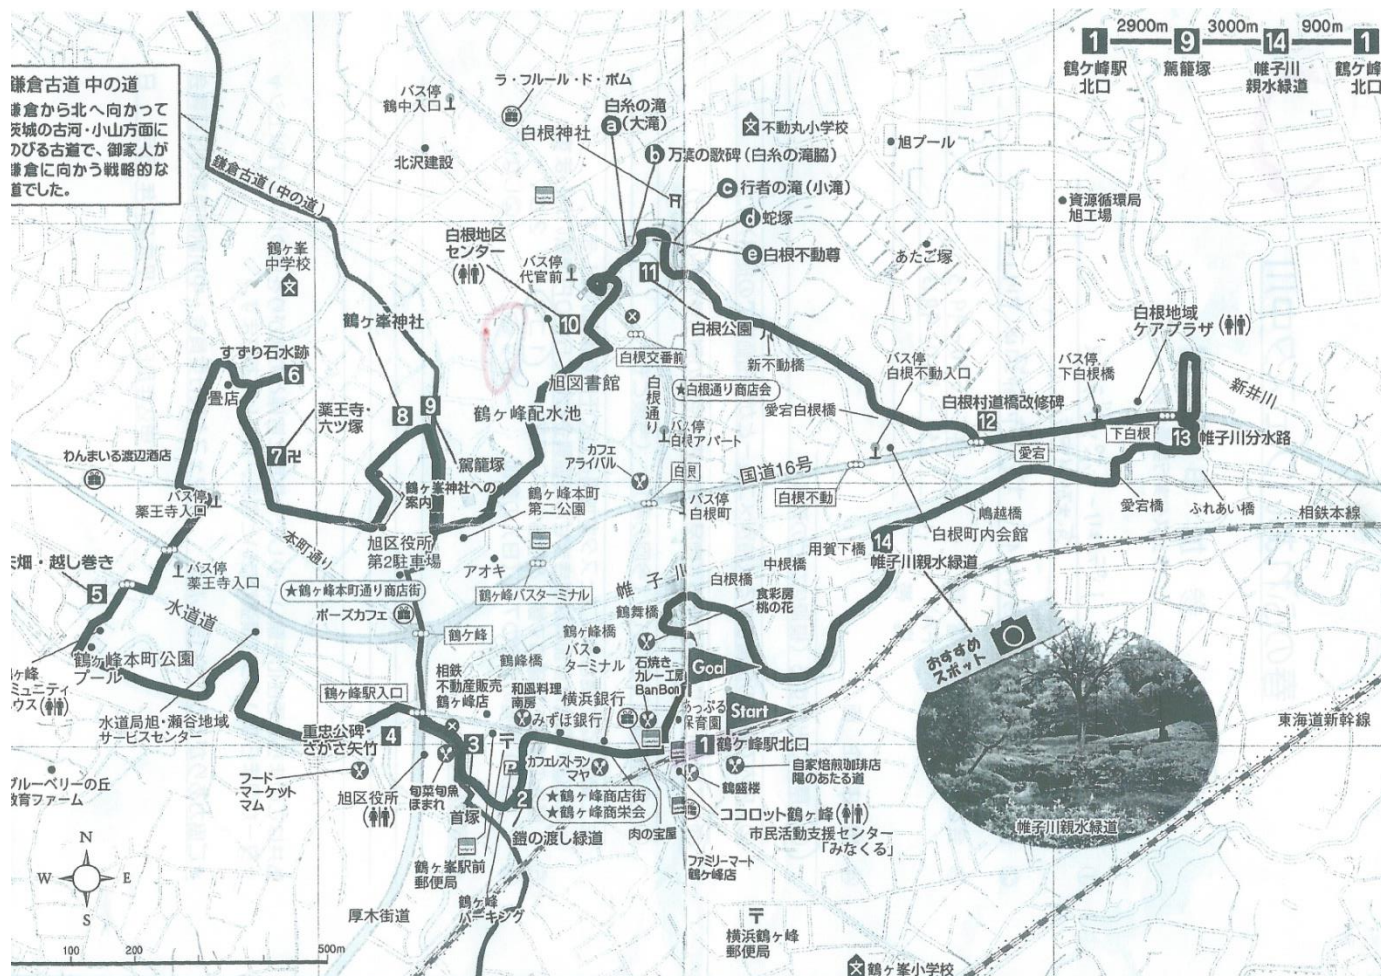 2900m 3000m 900m
1 9 14 1
鶴ケ峰駅
北口
駕籠塚
帷子川
親水緑道
鶴ケ峰
北口
鎌倉古道 中の道
鎌倉から北へ向かって
茨城の古河・小山方面に
のびる古道で、御家人が
鎌倉に向かう戦略的な
道でした。
鎌倉古道(中の道)
ラ・フルール・ド・ポム
バス停
鶴中入口
北沢建設
白根神社
白糸の滝
a (大滝)
b 万葉の歌碑(白糸の滝脇)
c 行者の滝(小滝)
d 蛇塚
e 白根不動尊
不動丸小学校
旭プール
資源循環局
旭工場
あたご塚
鶴ケ峯
中学校
白根地区
センター
バス停
代官前
11
白根公園
新不動橋
10
白根交番前
旭図書館
★白根通り商店会
白根通り
バス停
白根アパート
鶴ケ峰配水池
鶴ケ峯神社
すずり石水跡
6
畳店
8
9
駕籠塚
薬王寺・
六ツ塚
7
わんまいる渡辺酒店
バス停
薬王寺入口
鶴ケ峯神社への
案内
鶴ケ峰本町
第二公園
カフェ
アライバル
白根
バス停
白根町
国道16号
愛宕白根橋
バス停
白根不動入口
白根不動
白根村道橋改修碑
12
愛宕
バス停
下白根橋
白根地域
ケアプラザ
下白根
新井川
13 帷子川分水路
愛宕橋
ふれあい橋
相鉄本線
嶋越橋
白根町内会館
用賀下橋
14
帷子川親水緑道
中根橋
白根橋
食彩房
桃の花
帷子川
鶴舞橋
本町通り
旭区役所
第2駐車場
アオキ
鶴ケ峰バスターミナル
★鶴ケ峰本町通り商店街
ポーズカフェ
鶴ケ峰
バス停
薬王寺入口
矢畑・越し巻き
5
水道道
鶴ケ峰本町公園
プール
水道局旭・瀬谷地域
サービスセンター
鶴ケ峰駅入口
相鉄
不動産販売
鶴ケ峰店
鶴峰橋
鶴ケ峰橋
バス
ターミナル
和風料理
南房
みずほ銀行
横浜銀行
石焼き
カレー工房
BanBon
Goal
Start
あっぷる
保育園
1 鶴ケ峰駅北口
自家焙煎珈琲店
陽のあたる道
鶴盛楼
おすすめ
スポット
帷子川親水緑道
東海道新幹線
重忠公碑・
さかさ矢竹
4
3
フード
マーケット
マム
旭区役所
旬菜旬魚
ほまれ
首塚
P
2
カフェレストラン
マヤ
★鶴ケ峰商店街
★鶴ケ峰商栄会
肉の宝屋
鎧の渡し緑道
ココロット鶴ケ峰
市民活動支援センター
「みなくる」
ファミリーマート
鶴ケ峰店
鶴ケ峯駅前
郵便局
鶴ケ峰
パーキング
厚木街道
横浜鶴ケ峰
郵便局
鶴ケ峯小学校
ブルーベリーの丘
教育ファーム
N
W E
S
100 200 500m